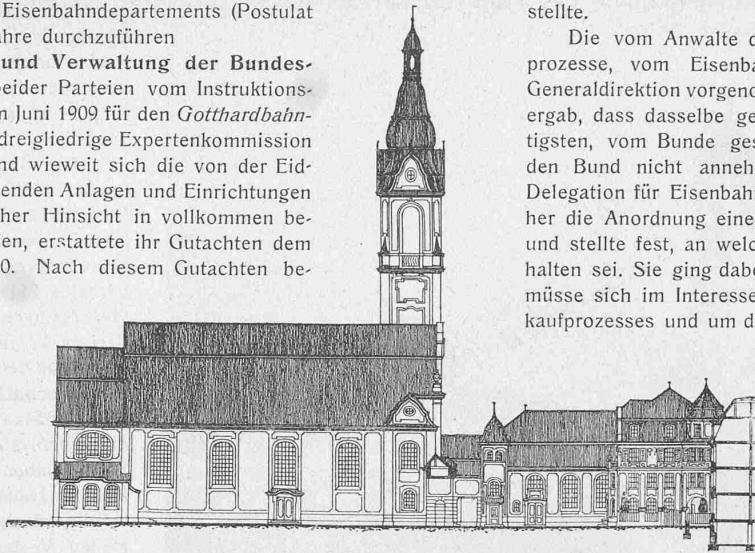 Eisenbahndepartements (Postulat
ahre durchzuführen
und Verwaltung der Bundes-
beider Parteien vom Instruktions-
n Juni 1909 für den Gotthardbahn-
dreigliedrige Expertenkommission
nd wieweit sich die von der Eid-
enden Anlagen und Einrichtungen
cher Hinsicht in vollkommen be-
sen, erstattete ihr Gutachten dem
0. Nach diesem Gutachten be-
stellte.
Die vom Anwalte d
prozesse, vom Eisenba
Generaldirektion vorgeno
ergab, dass dasselbe ge
tigsten, vom Bunde ges
den Bund nicht anneh
Delegation für Eisenbah
her die Anordnung eine
und stellte fest, an welc
halten sei. Sie ging dabe
müsse sich im Interesse
kaufprozesses und um d